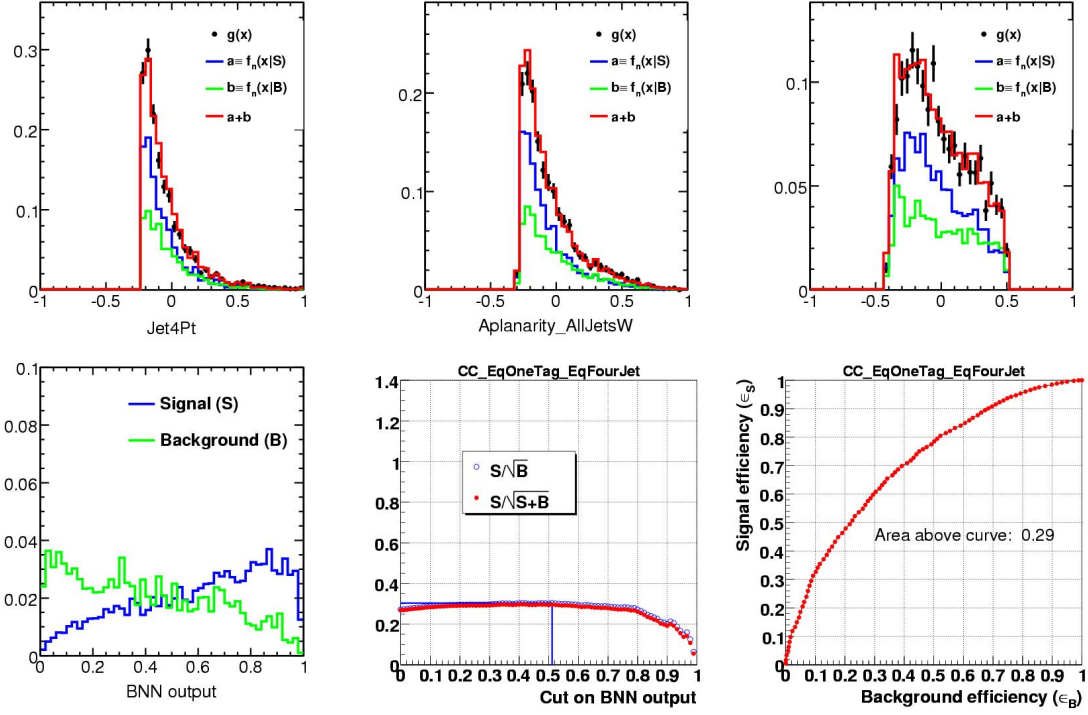 g(x)
a≡ fₙ(x|S)
b≡ fₙ(x|B)
a+b
0.3
0.2
0.1
0
-1 -0.5 0 0.5 1
Jet4Pt
g(x)
a≡ fₙ(x|S)
b≡ fₙ(x|B)
a+b
0.2
0.1
0
-1 -0.5 0 0.5 1
Aplanarity_AllJetsW
g(x)
a≡ fₙ(x|S)
b≡ fₙ(x|B)
a+b
0.1
0.05
0
-1 -0.5 0 0.5 1
0.1
0.08
0.06
0.04
0.02
0
Signal (S)
Background (B)
0 0.2 0.4 0.6 0.8 1
BNN output
CC_EqOneTag_EqFourJet
1.4
1.2
1
0.8
0.6
0.4
0.2
0
S/√B
S/√S+B
0 0.1 0.2 0.3 0.4 0.5 0.6 0.7 0.8 0.9 1
Cut on BNN output
CC_EqOneTag_EqFourJet
Signal efficiency (ϵ_S)
1
0.9
0.8
0.7
0.6
0.5
0.4
0.3
0.2
0.1
0
Area above curve: 0.29
0 0.1 0.2 0.3 0.4 0.5 0.6 0.7 0.8 0.9 1
Background efficiency (ϵ_B)